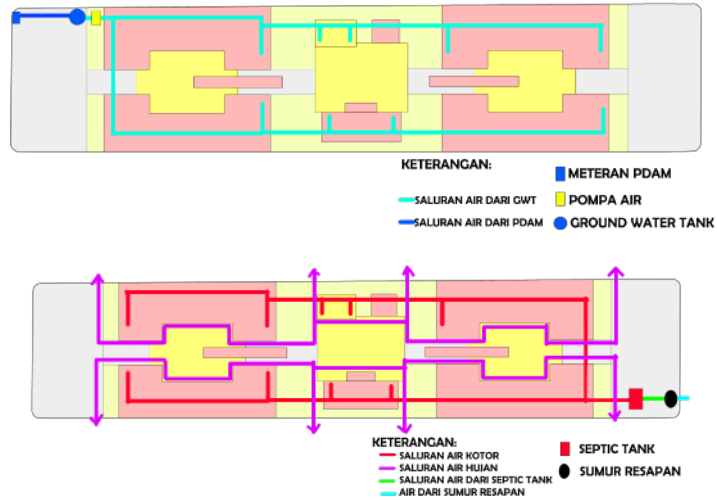 KETERANGAN:
METERAN PDAM
SALURAN AIR DARI GWT
POMPA AIR
SALURAN AIR DARI PDAM
GROUND WATER TANK
KETERANGAN:
SALURAN AIR KOTOR
SEPTIC TANK
SALURAN AIR HUJAN
SALURAN AIR DARI SEPTIC TANK
SUMUR RESAPAN
AIR DARI SUMUR RESAPAN